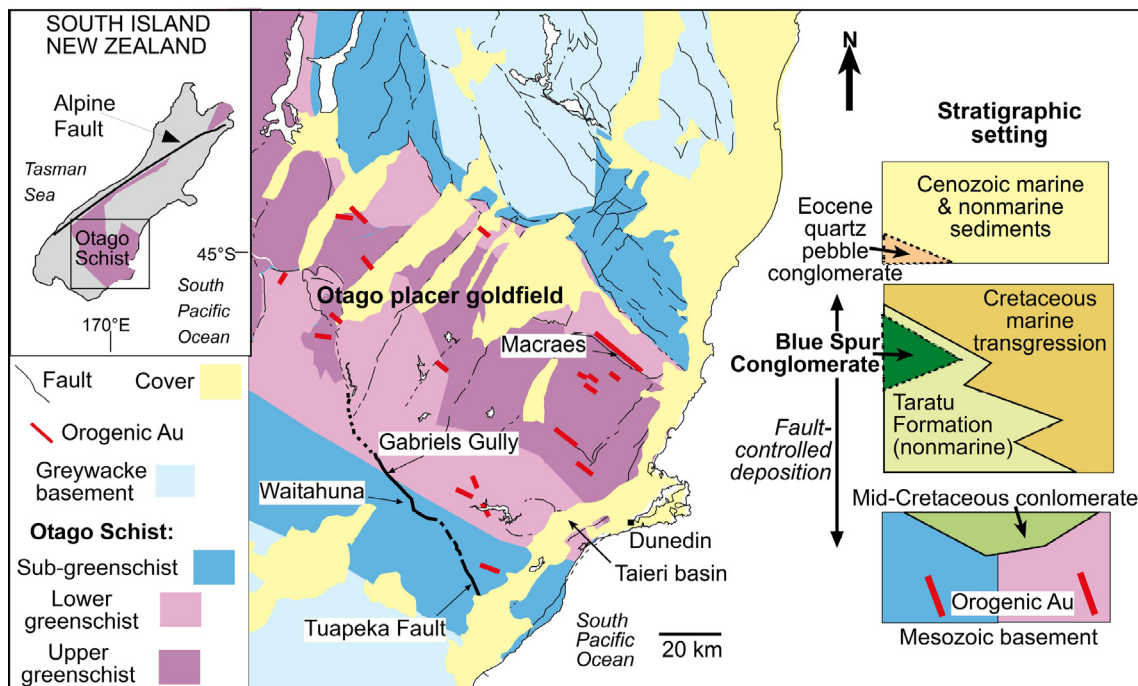 SOUTH ISLAND
NEW ZEALAND
Alpine
Fault
Tasman
Sea
Otago
Schist
45°S
South
Pacific
Ocean
170°E
Fault
Cover
Orogenic Au
Greywacke
basement
Otago Schist:
Sub-greenschist
Lower
greenschist
Upper
greenschist
Otago placer goldfield
Macraes
Gabriels Gully
Waitahuna
Dunedin
Taieri basin
Tuapeka Fault
South
Pacific
Ocean
20 km
N
Stratigraphic
setting
Cenozoic marine
& nonmarine
sediments
Eocene
quartz
pebble
conglomerate
Cretaceous
marine
transgression
Blue Spur
Conglomerate
Taratu
Formation
(nonmarine)
Fault-
controlled
deposition
Mid-Cretaceous conlomerate
Orogenic Au
Mesozoic basement